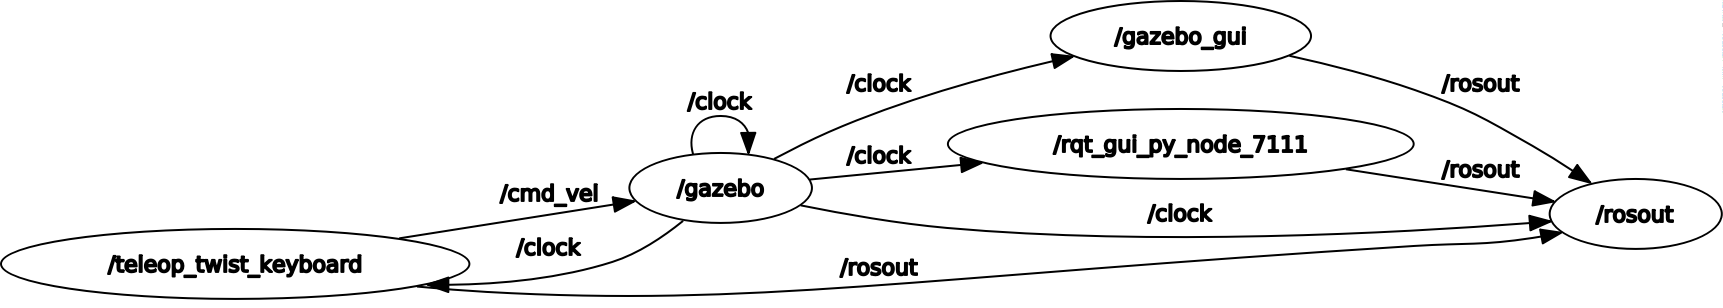 /gazebo_gui
/clock
/rosout
/clock
/rqt_gui_py_node_7111
/clock
/rosout
/cmd_vel
/gazebo
/clock
/rosout
/clock
/teleop_twist_keyboard
/rosout